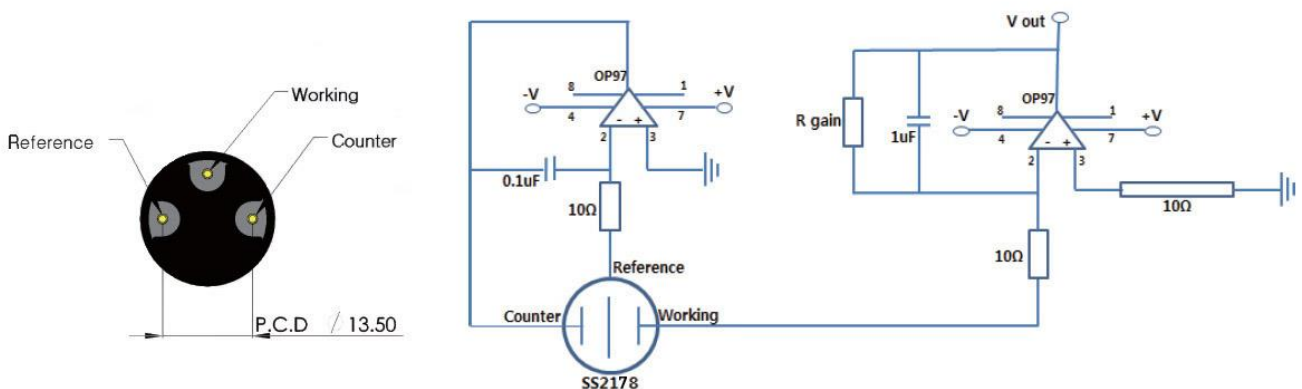 Working
Reference
Counter
P.C.D ∅ 13.50
OP97
8
1
-V
+V
4
7
- +
2
3
0.1uF
10Ω
Reference
Counter
Working
SS2178
V out
OP97
8
1
-V
+V
4
7
- +
2
3
R gain
1uF
10Ω
10Ω